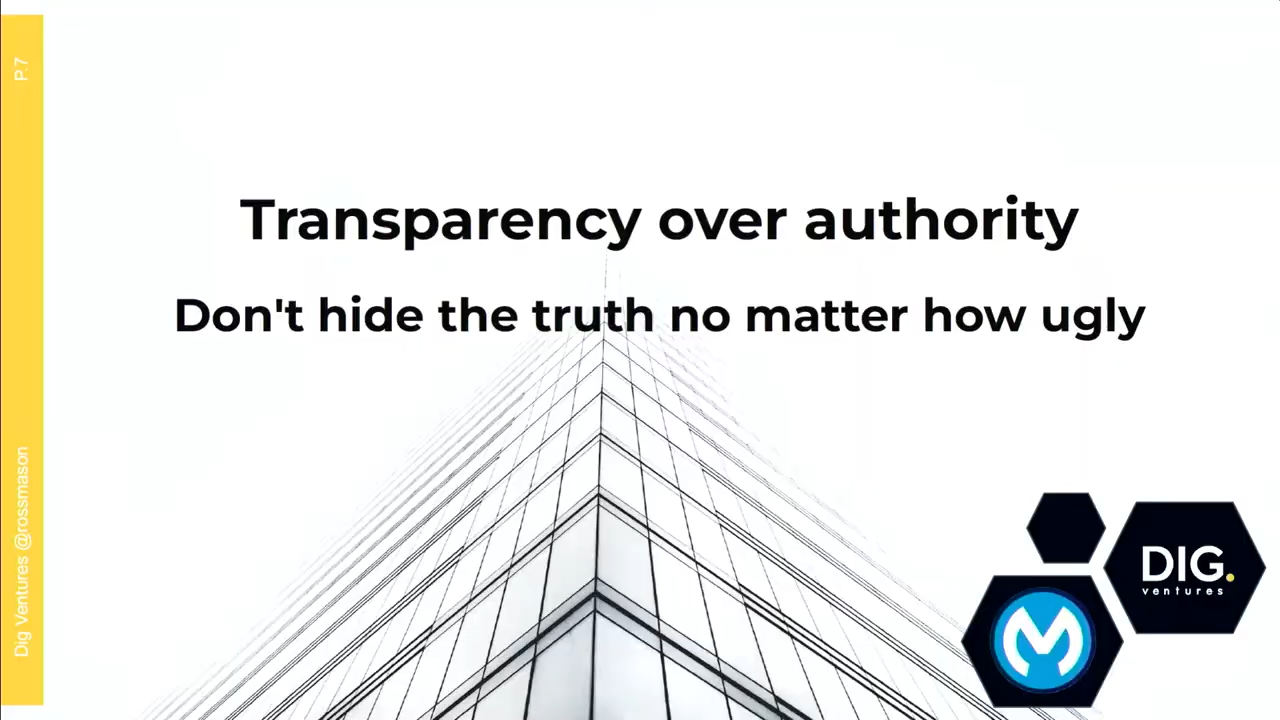 P.7
Transparency over authority
Don't hide the truth no matter how ugly
Dig Ventures @rossmason
DIG.
ventures